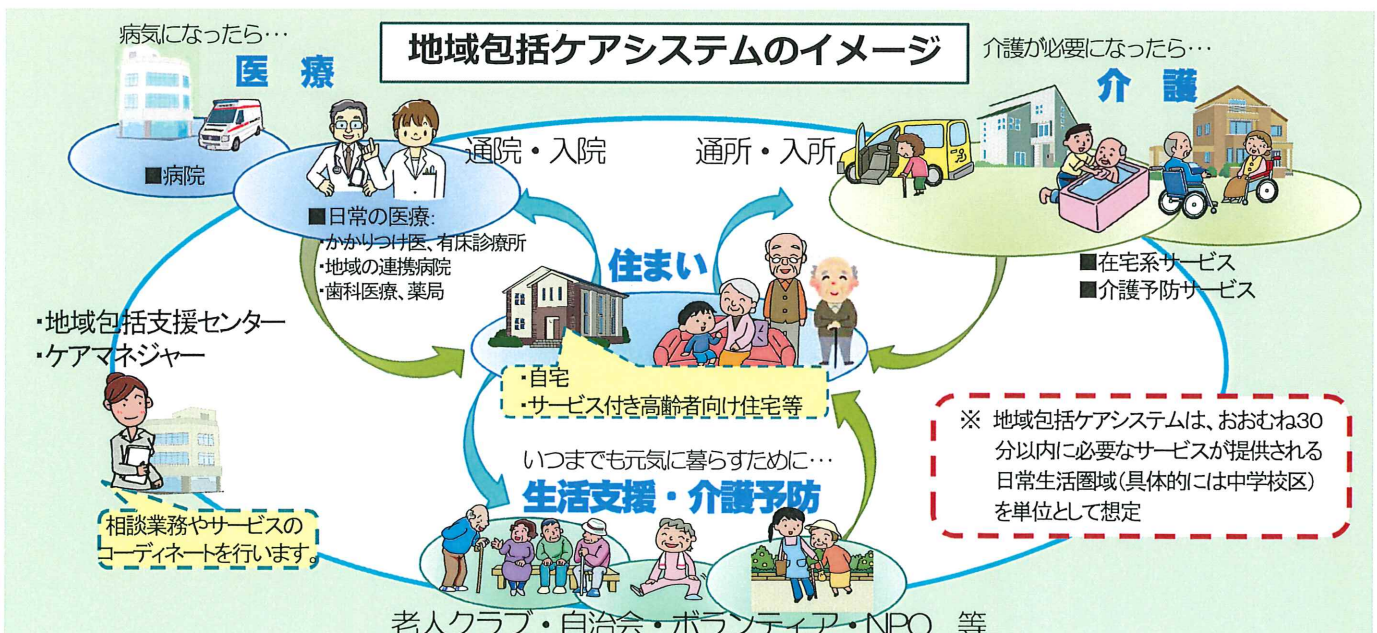 地域包括ケアシステムのイメージ
病気になったら…
医 療
■病院
■日常の医療:
・かかりつけ医、有床診療所
・地域の連携病院
・歯科医療、薬局
通院・入院
通所・入所
介護が必要になったら…
介 護
■在宅系サービス
■介護予防サービス
住まい
・自宅
・サービス付き高齢者向け住宅等
・地域包括支援センター
・ケアマネジャー
相談業務やサービスの
コーディネートを行います。
いつまでも元気に暮らすために…
生活支援・介護予防
老人クラブ・自治会・ボランティア・NPO 等
※ 地域包括ケアシステムは、おおむね30
分以内に必要なサービスが提供される
日常生活圏域(具体的には中学校区)
を単位として想定